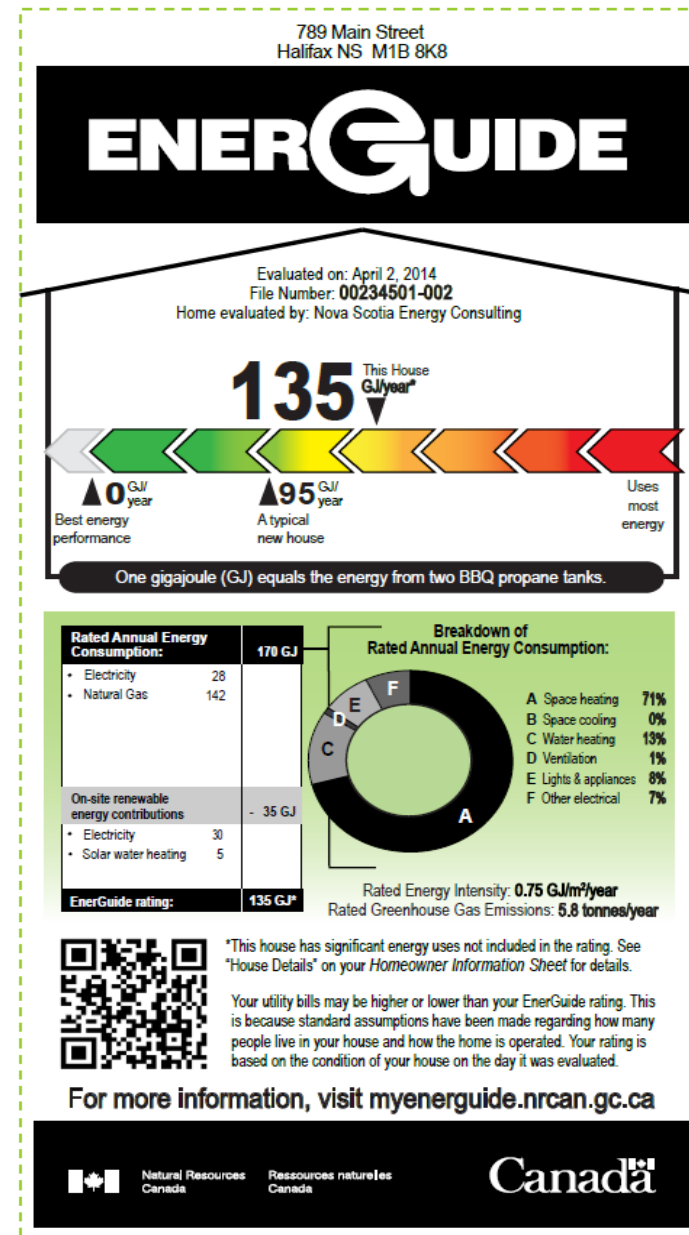 789 Main Street
Halifax NS  M1B 8K8
ENERGUIDE
Evaluated on: April 2, 2014
File Number: 00234501-002
Home evaluated by: Nova Scotia Energy Consulting
135 This House GJ/year*
0 GJ/year
Best energy
performance
95 GJ/year
A typical
new house
Uses
most
energy
One gigajoule (GJ) equals the energy from two BBQ propane tanks.
Rated Annual Energy
Consumption: 170 GJ
• Electricity 28
• Natural Gas 142
On-site renewable
energy contributions - 35 GJ
• Electricity 30
• Solar water heating 5
EnerGuide rating: 135 GJ*
Breakdown of
Rated Annual Energy Consumption:
A
B
C
D
E
F
A Space heating 71%
B Space cooling 0%
C Water heating 13%
D Ventilation 1%
E Lights & appliances 8%
F Other electrical 7%
Rated Energy Intensity: 0.75 GJ/m²/year
Rated Greenhouse Gas Emissions: 5.8 tonnes/year
*This house has significant energy uses not included in the rating. See
"House Details" on your Homeowner Information Sheet for details.
Your utility bills may be higher or lower than your EnerGuide rating. This
is because standard assumptions have been made regarding how many
people live in your house and how the home is operated. Your rating is
based on the condition of your house on the day it was evaluated.
For more information, visit myenerguide.nrcan.gc.ca
Natural Resources Ressources naturelles
Canada Canada
Canada